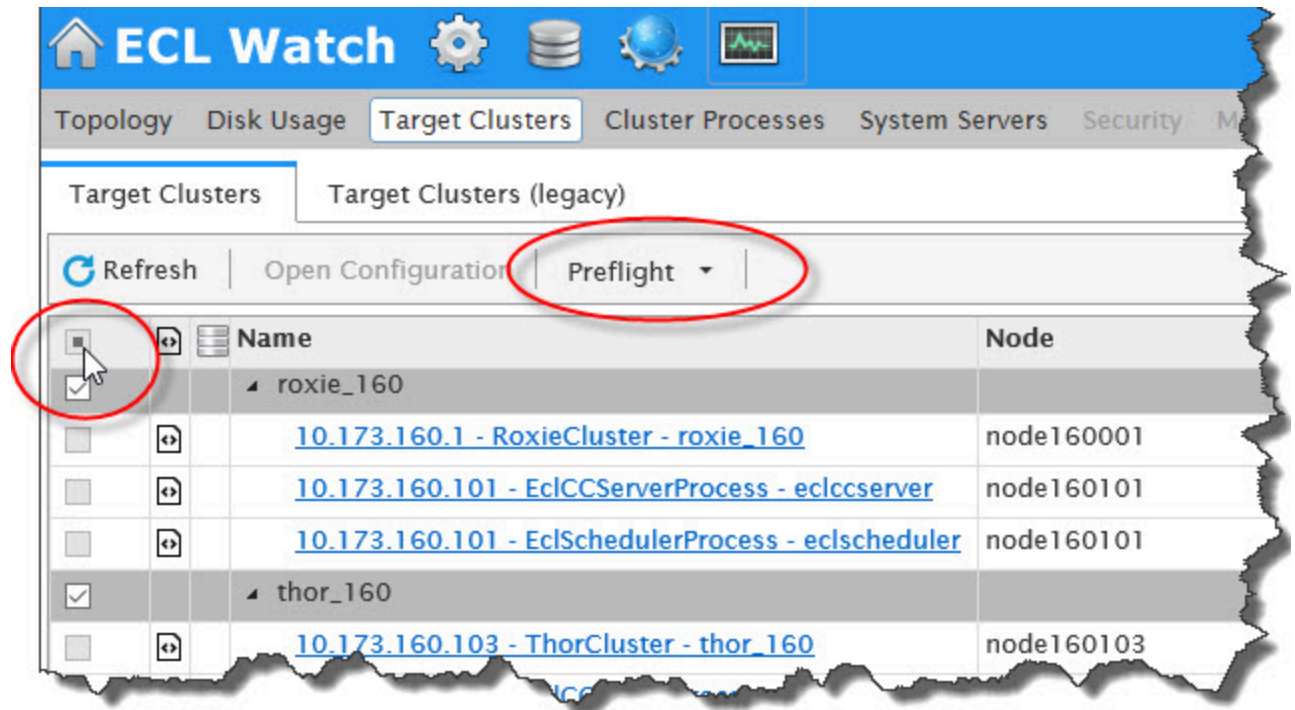 ECL Watch
Topology Disk Usage Target Clusters Cluster Processes System Servers Security
Target Clusters Target Clusters (legacy)
Refresh Open Configuration Preflight
Name Node
roxie_160
10.173.160.1 - RoxieCluster - roxie_160 node160001
10.173.160.101 - EclCCServerProcess - eclccserver node160101
10.173.160.101 - EclSchedulerProcess - eclscheduler node160101
thor_160
10.173.160.103 - ThorCluster - thor_160 node160103